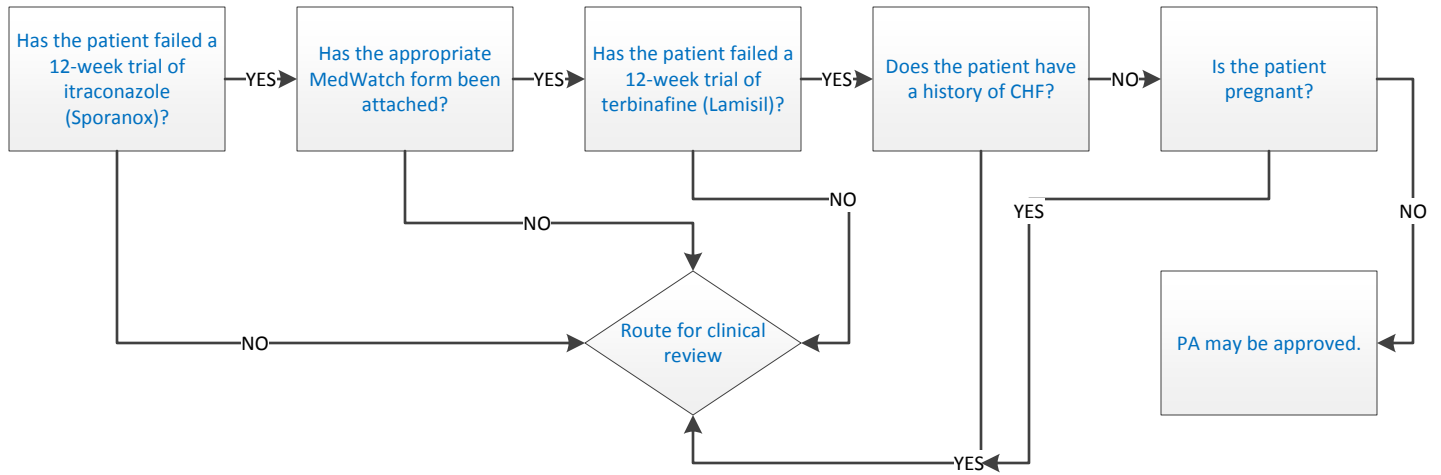 Has the patient failed a
12-week trial of
itraconazole
(Sporanox)?
YES
Has the appropriate
MedWatch form been
attached?
YES
Has the patient failed a
12-week trial of
terbinafine (Lamisil)?
YES
Does the patient have
a history of CHF?
NO
Is the patient
pregnant?
NO
YES
NO
NO
Route for clinical
review
NO
PA may be approved.
YES